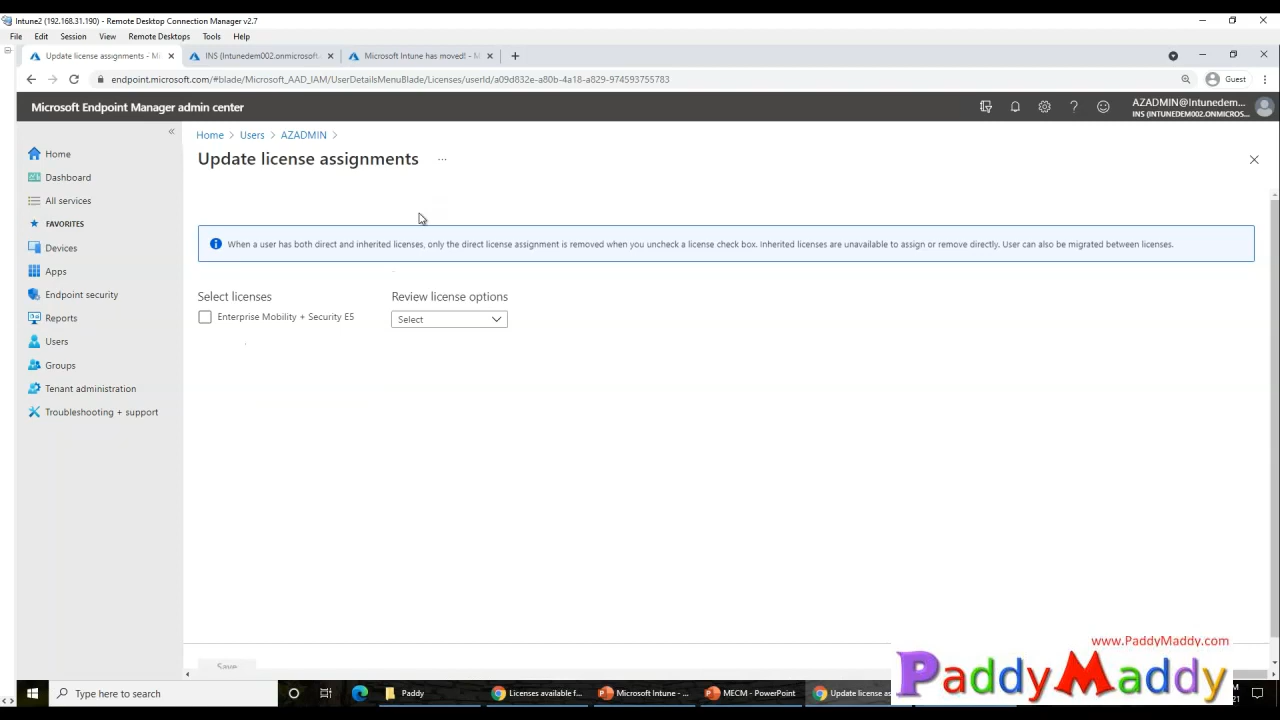 Intune2 (192.168.31.190) - Remote Desktop Connection Manager v2.7
File Edit Session View Remote Desktops Tools Help
Update license assignments - Mi INS (Intunedem002.onmicrosoft. Microsoft Intune has moved! - M
endpoint.microsoft.com/#blade/Microsoft_AAD_IAM/UserDetailsMenuBlade/Licenses/userId/a09d832e-a80b-4a18-a829-974593755783 Guest
Microsoft Endpoint Manager admin center
AZADMIN@Intunedem...
INS (INTUNEDEM002.ONMICROS...
Home > Users > AZADMIN >
Update license assignments ...
Home
Dashboard
All services
FAVORITES
Devices
Apps
Endpoint security
Reports
Users
Groups
Tenant administration
Troubleshooting + support
When a user has both direct and inherited licenses, only the direct license assignment is removed when you uncheck a license check box. Inherited licenses are unavailable to assign or remove directly. User can also be migrated between licenses.
Select licenses
Enterprise Mobility + Security E5
Review license options
Select
Save
www.PaddyMaddy.com
PaddyMaddy
Type here to search Paddy Licenses available f... Microsoft Intune - ... MECM - PowerPoint Update license as